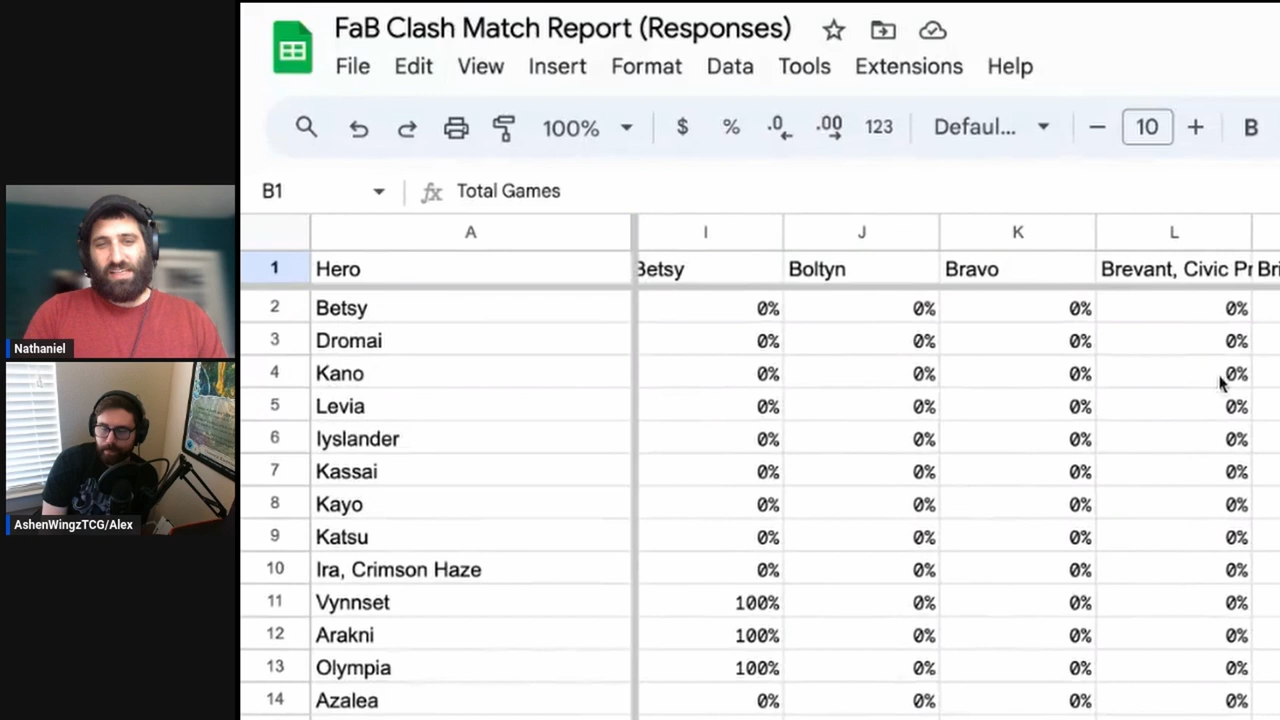 FaB Clash Match Report (Responses)
File Edit View Insert Format Data Tools Extensions Help
100% $ % .0 .00 123 Defaul... − 10 + B
B1 fx Total Games
A I J K L
1 Hero Betsy Boltyn Bravo Brevant, Civic Pr Bri
2 Betsy 0% 0% 0% 0%
3 Dromai 0% 0% 0% 0%
4 Kano 0% 0% 0% 0%
5 Levia 0% 0% 0% 0%
6 lyslander 0% 0% 0% 0%
7 Kassai 0% 0% 0% 0%
8 Kayo 0% 0% 0% 0%
9 Katsu 0% 0% 0% 0%
10 Ira, Crimson Haze 0% 0% 0% 0%
11 Vynnset 100% 0% 0% 0%
12 Arakni 100% 0% 0% 0%
13 Olympia 100% 0% 0% 0%
14 Azalea 0% 0% 0% 0%
Nathaniel
AshenWingzTCG/Alex